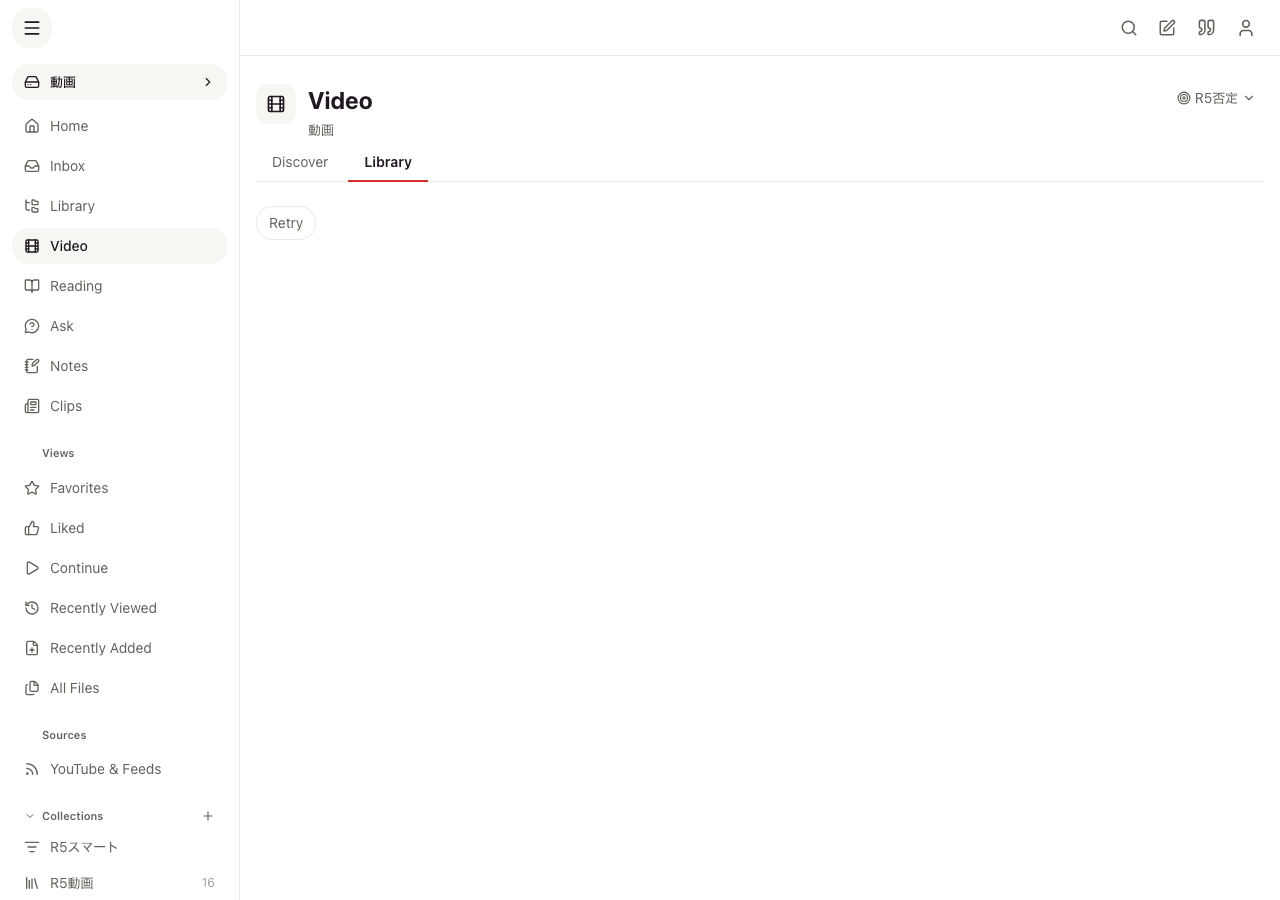 動画
Home
Inbox
Library
Video
Reading
Ask
Notes
Clips
Views
Favorites
Liked
Continue
Recently Viewed
Recently Added
All Files
Sources
YouTube & Feeds
Collections
R5スマート
R5動画 16
Video
動画
R5否定
Discover Library
Retry